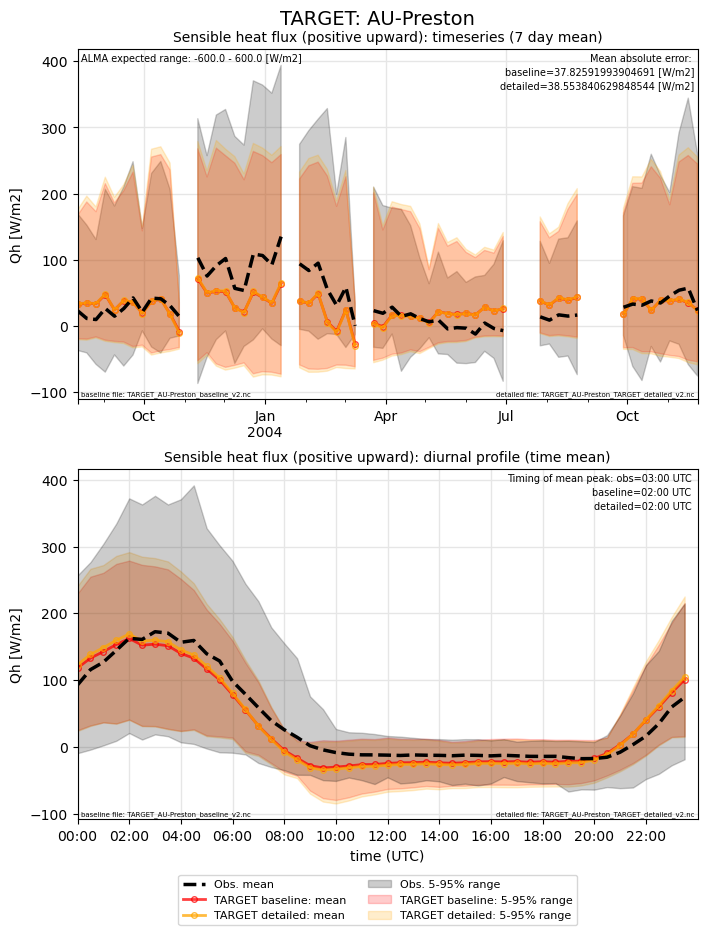 TARGET: AU-Preston
Sensible heat flux (positive upward): timeseries (7 day mean)
ALMA expected range: -600.0 - 600.0 [W/m2]
Mean absolute error:
baseline=37.82591993904691 [W/m2]
detailed=38.553840629848544 [W/m2]
400
300
200
100
0
−100
Qh [W/m2]
baseline file: TARGET_AU-Preston_baseline_v2.nc
detailed file: TARGET_AU-Preston_TARGET_detailed_v2.nc
Oct Jan Apr Jul Oct
2004
Sensible heat flux (positive upward): diurnal profile (time mean)
Timing of mean peak: obs=03:00 UTC
baseline=02:00 UTC
detailed=02:00 UTC
400
300
200
100
0
−100
Qh [W/m2]
baseline file: TARGET_AU-Preston_baseline_v2.nc
detailed file: TARGET_AU-Preston_TARGET_detailed_v2.nc
00:00 02:00 04:00 06:00 08:00 10:00 12:00 14:00 16:00 18:00 20:00 22:00
time (UTC)
Obs. mean
TARGET baseline: mean
TARGET detailed: mean
Obs. 5-95% range
TARGET baseline: 5-95% range
TARGET detailed: 5-95% range